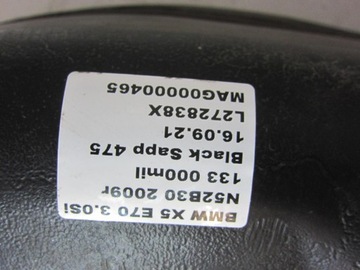 BMW X5 E70 3.0Si
N52B30 2009r
133 000mil
Black Sapp 475
16.09.21
L272838X
MAG00000465